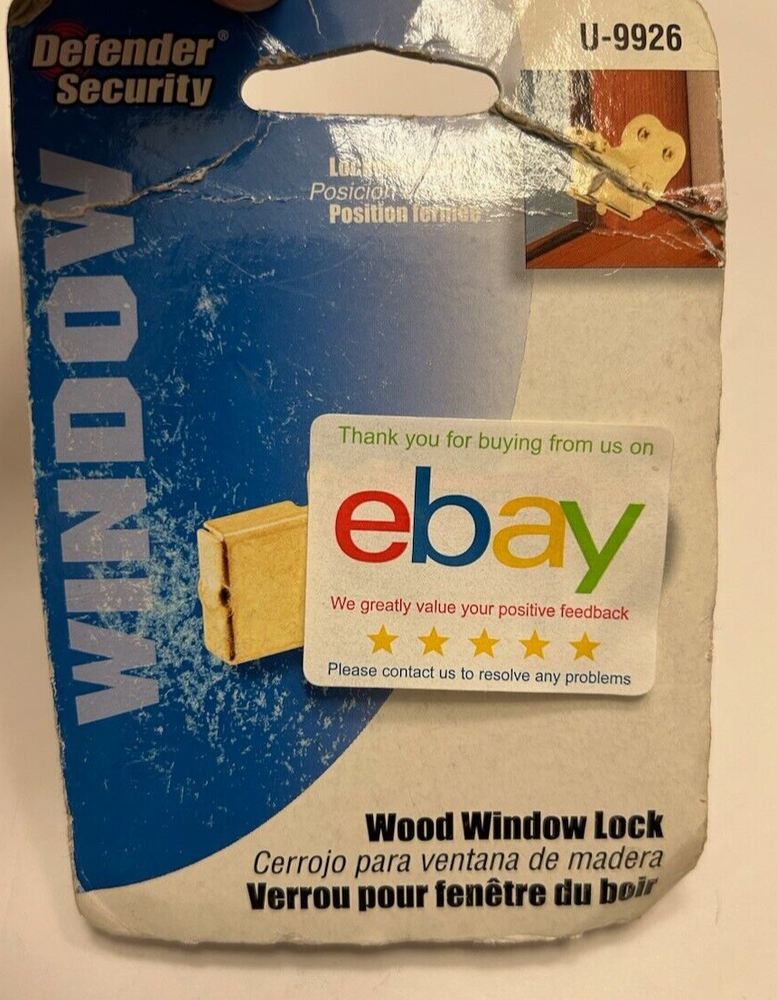 Defender®
Security
U-9926
Posición
Position fermée
WINDOW
Thank you for buying from us on
ebay
We greatly value your positive feedback
Please contact us to resolve any problems
Wood Window Lock
Cerrojo para ventana de madera
Verrou pour fenêtre du boir